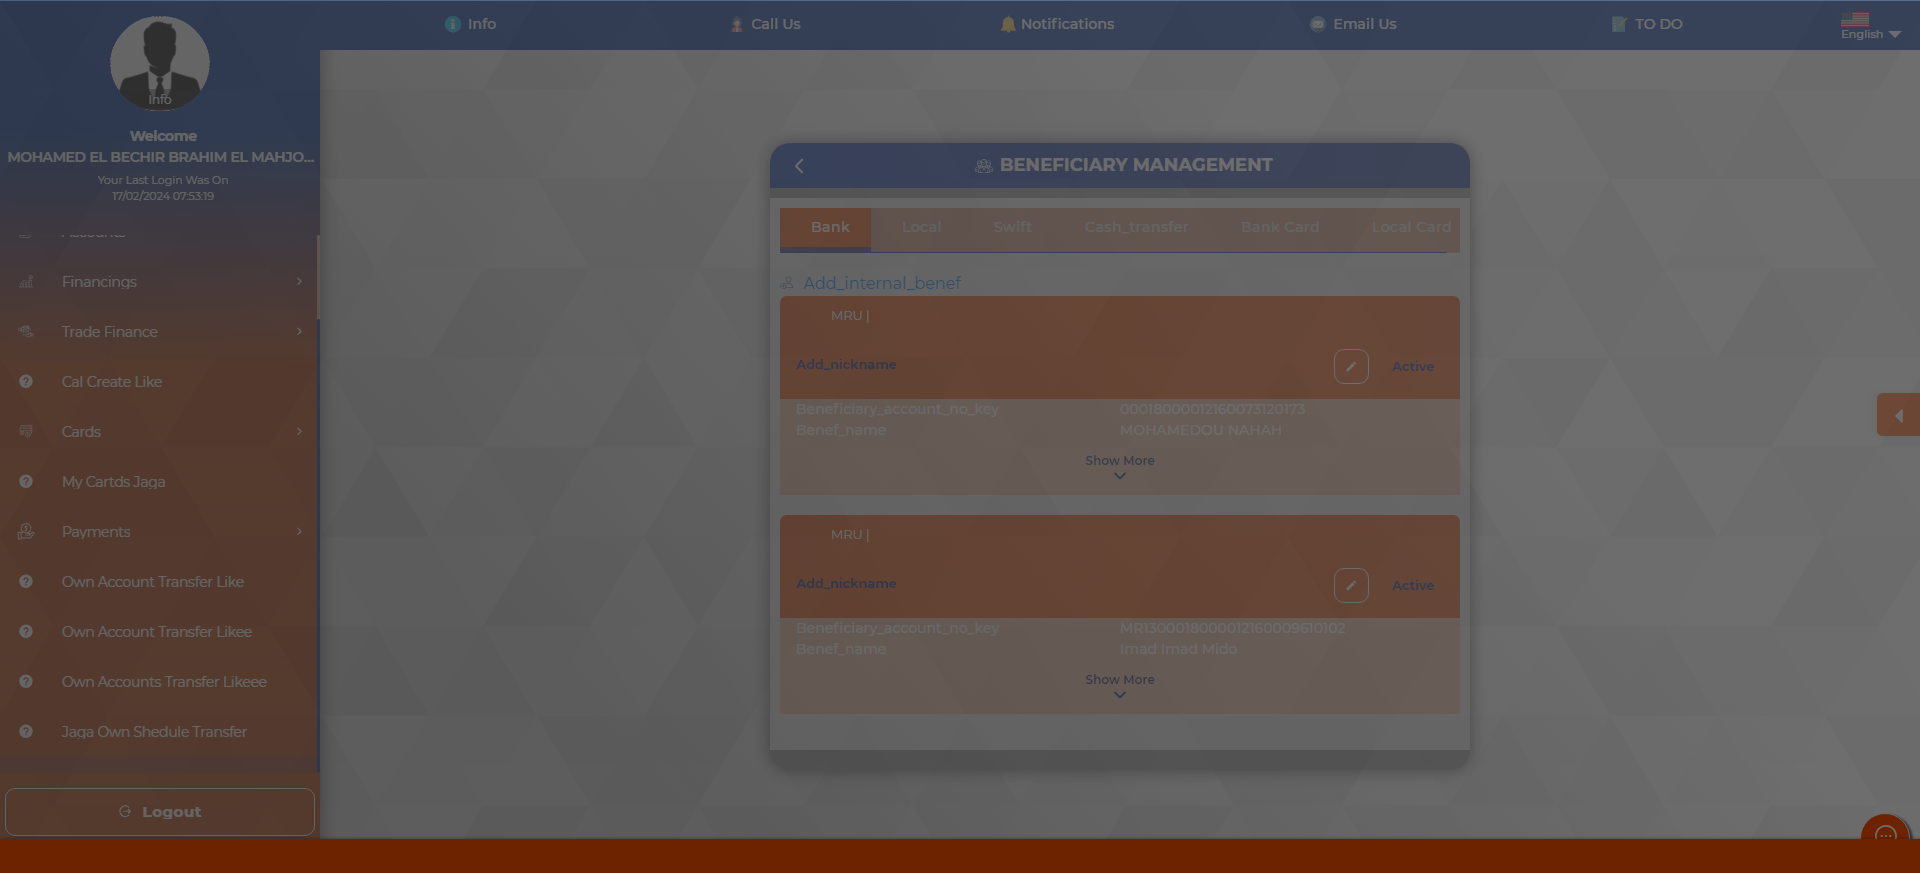 Info
Call Us
Notifications
Email Us
TO DO
English
Info
Welcome
MOHAMED EL BECHIR BRAHIM EL MAHJO...
Your Last Login Was On
17/02/2024 07:53:19
Accounts
Financings
Trade Finance
Cal Create Like
Cards
My Cartds Jaga
Payments
Own Account Transfer Like
Own Account Transfer Likee
Own Accounts Transfer Likeee
Jaga Own Shedule Transfer
Logout
BENEFICIARY MANAGEMENT
Bank Local Swift Cash_transfer Bank Card Local Card
Add_internal_benef
MRU |
Add_nickname
Active
Beneficiary_account_no_key 00018000012160073120173
Benef_name MOHAMEDOU NAHAH
Show More
MRU |
Add_nickname
Active
Beneficiary_account_no_key MR1300018000012160009610102
Benef_name Imad Imad Mido
Show More